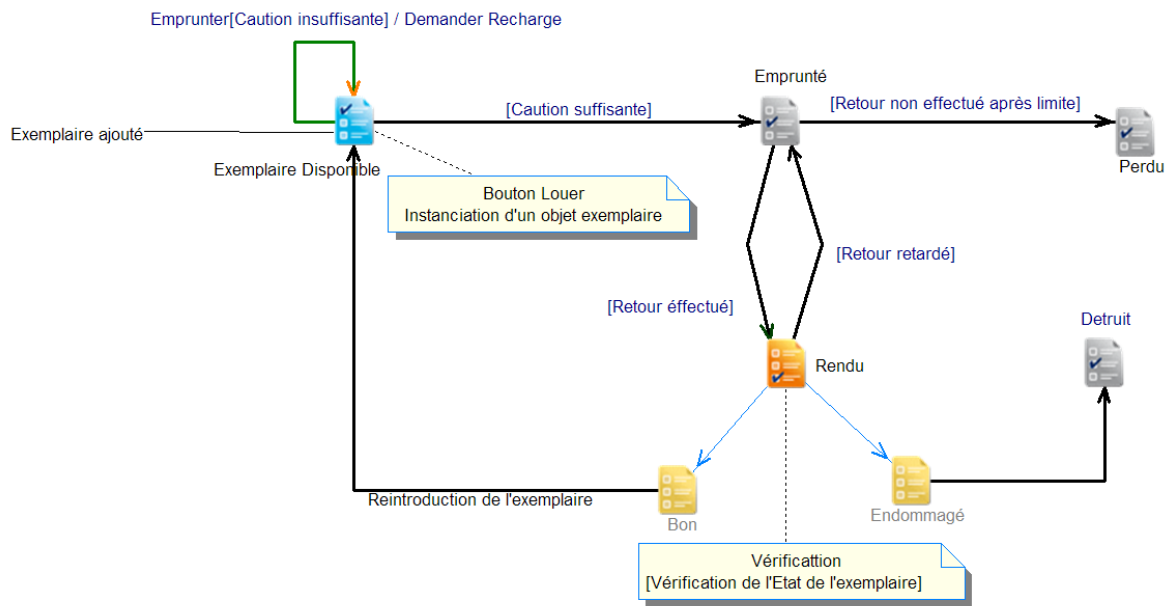 Emprunter[Caution insuffisante] / Demander Recharge
Emprunté
[Caution suffisante]
[Retour non effectué après limite]
Exemplaire ajouté
Exemplaire Disponible
Perdu
Bouton Louer
Instanciation d'un objet exemplaire
[Retour retardé]
[Retour éffectué]
Detruit
Rendu
Reintroduction de l'exemplaire
Bon
Endommagé
Vérificattion
[Vérification de l'Etat de l'exemplaire]